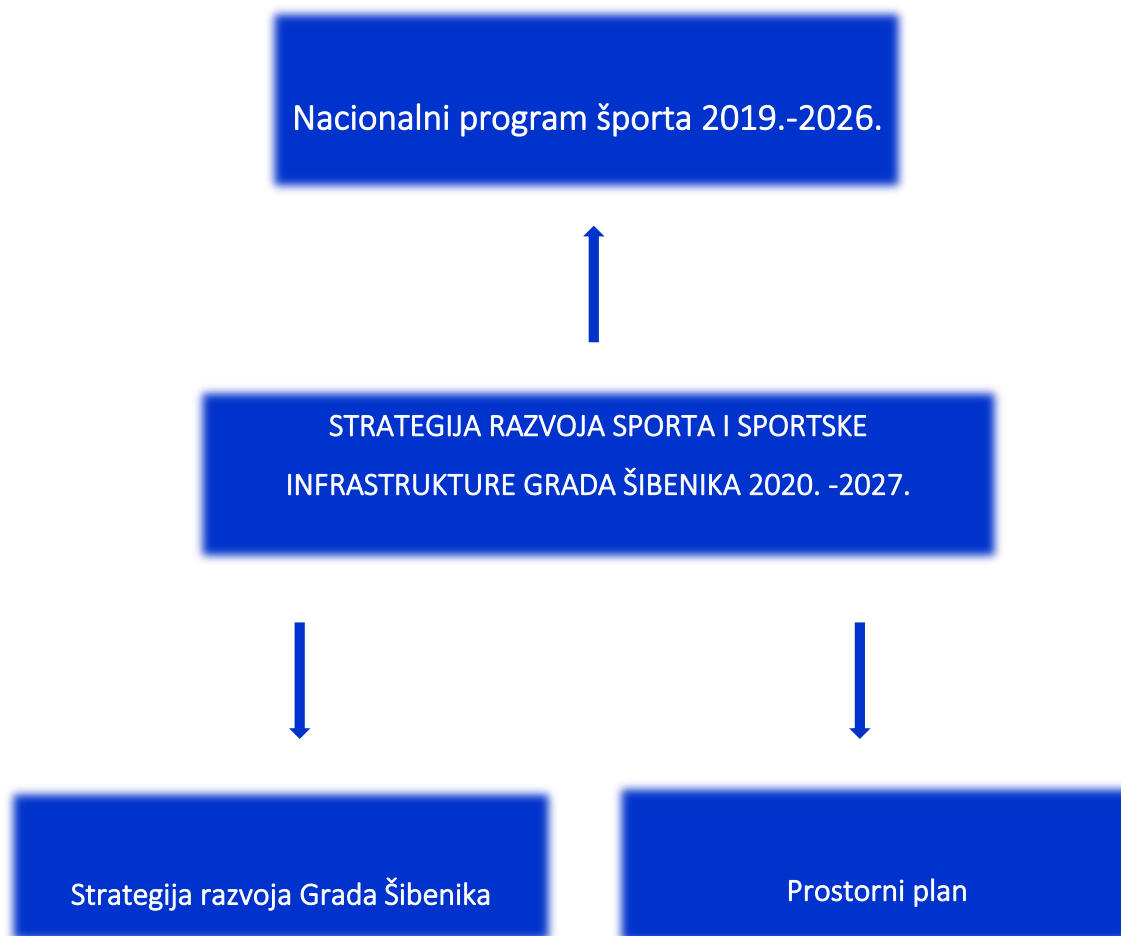 Nacionalni program športa 2019.-2026.
STRATEGIJA RAZVOJA SPORTA I SPORTSKE
INFRASTRUKTURE GRADA ŠIBENIKA 2020. -2027.
Strategija razvoja Grada Šibenika
Prostorni plan